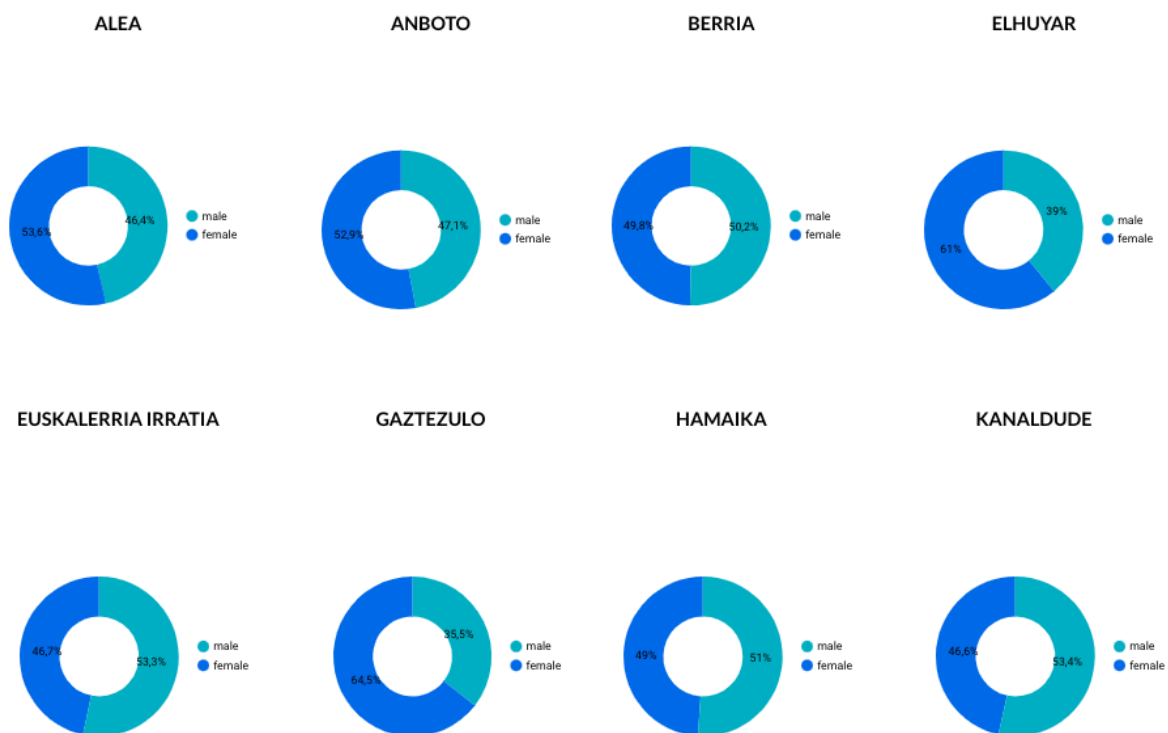 ALEA
ANBOTO
BERRIA
ELHUYAR
46,4%
53,6%
male
female
47,1%
52,9%
male
female
50,2%
49,8%
male
female
39%
61%
male
female
EUSKALERRIA IRRATIA
GAZTEZULO
HAMAIKA
KANALDUDE
53,3%
46,7%
male
female
35,5%
64,5%
male
female
51%
49%
male
female
53,4%
46,6%
male
female